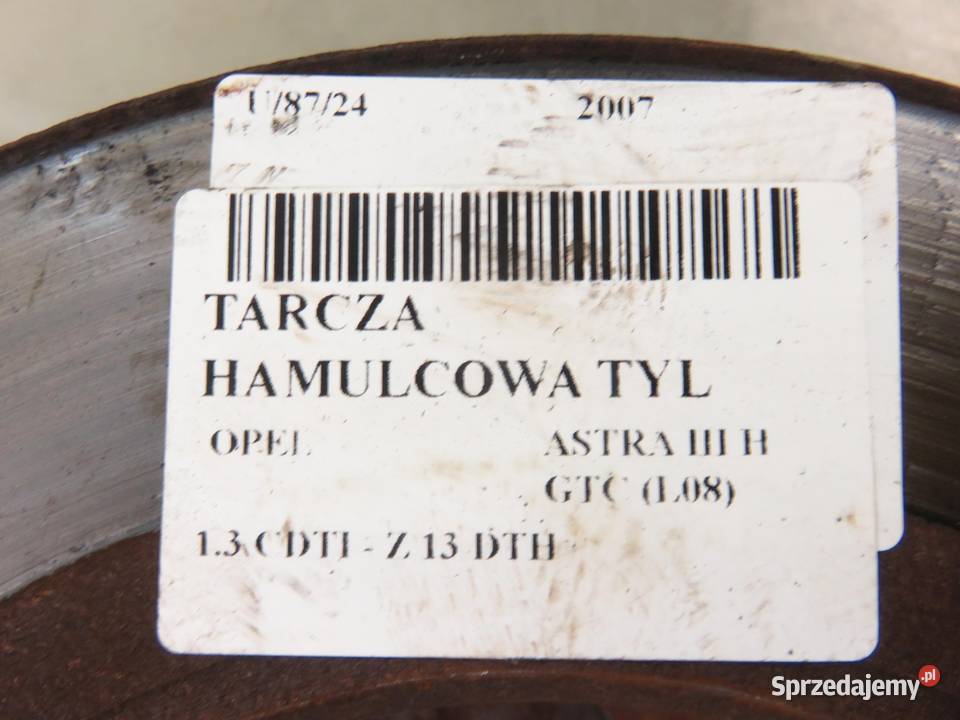 U/87/24 2007
TARCZA
HAMULCOWA TYL
OPEL ASTRA III H
GTC (L08)
1.3 CDTI - Z 13 DTH
Sprzedajemy.pl